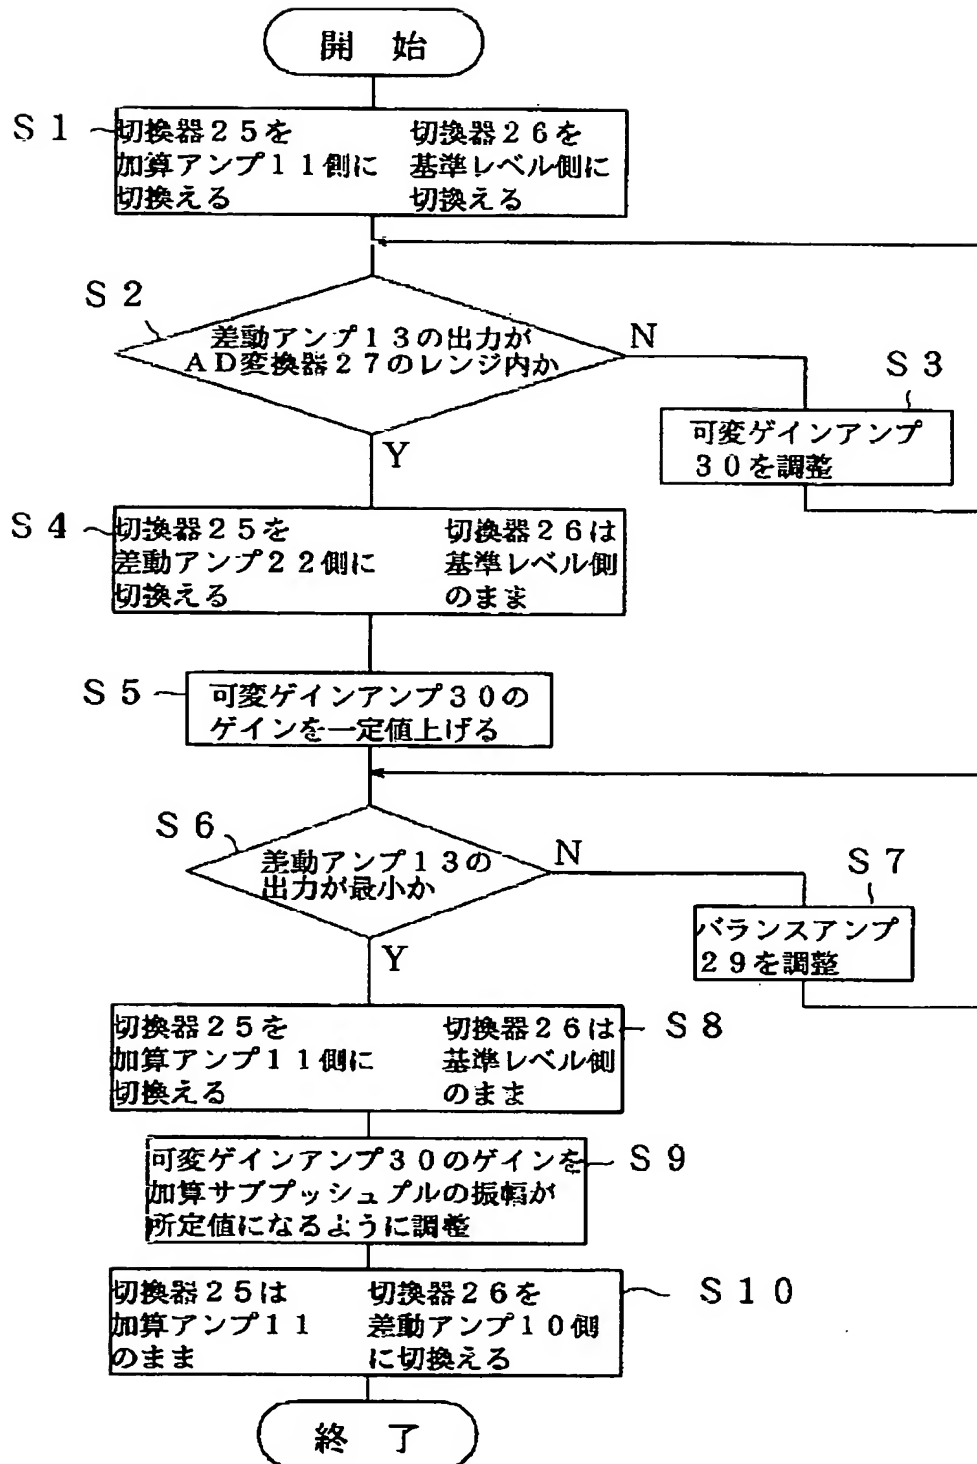 開 始
S1
切換器25を
加算アンプ11側に
切換える
切換器26を
基準レベル側に
切換える
S2
差動アンプ13の出力が
AD変換器27のレンジ内か
N
Y
S3
可変ゲインアンプ
30を調整
S4
切換器25を
差動アンプ22側に
切換える
切換器26は
基準レベル側
のまま
S5
可変ゲインアンプ30の
ゲインを一定値上げる
S6
差動アンプ13の
出力が最小か
N
Y
S7
バランスアンプ
29を調整
切換器25を
加算アンプ11側に
切換える
切換器26は
基準レベル側
のまま
S8
可変ゲインアンプ30のゲインを
加算サブプッシュプルの振幅が
所定値になるように調整
S9
切換器25は
加算アンプ11
のまま
切換器26を
差動アンプ10側
に切換える
S10
終 了